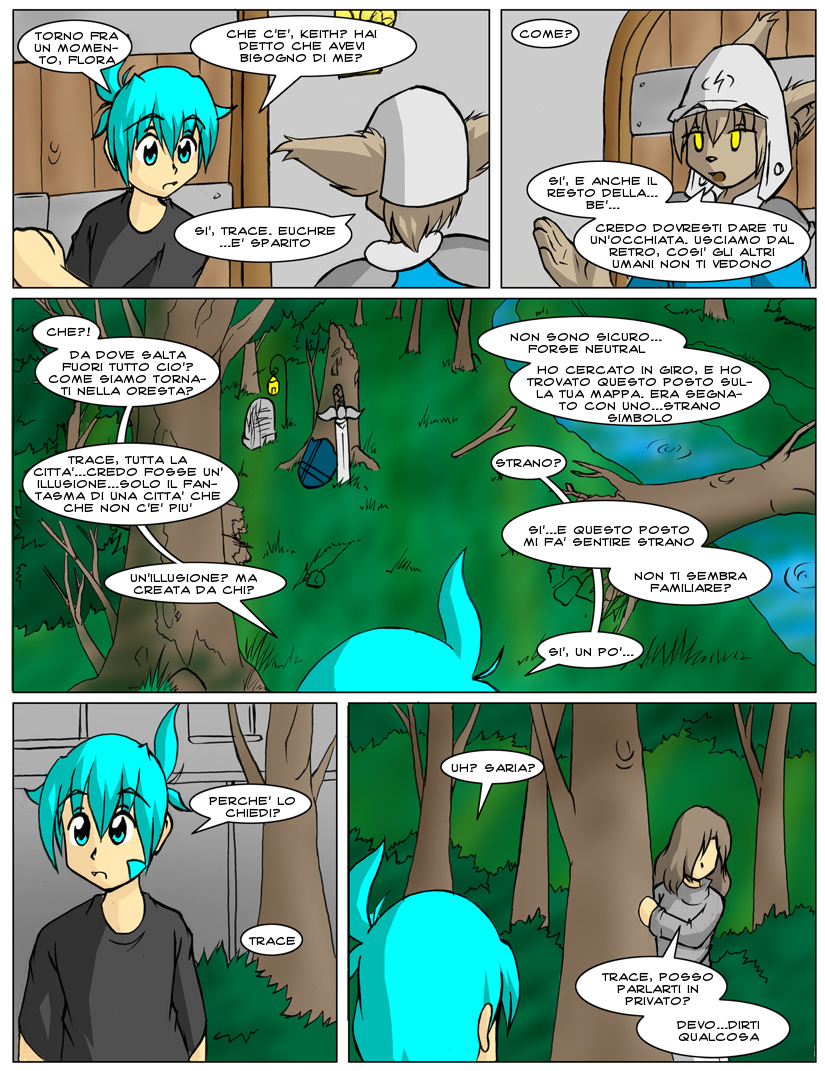 TORNO FRA
UN MOMEN-
TO, FLORA
CHE C'E', KEITH? HAI
DETTO CHE AVEVI
BISOGNO DI ME?
SI', TRACE. EUCHRE
...E' SPARITO
COME?
SI', E ANCHE IL
RESTO DELLA...
BE'...
CREDO DOVRESTI DARE TU
UN'OCCHIATA. USCIAMO DAL
RETRO, COSI' GLI ALTRI
UMANI NON TI VEDONO
CHE?!
DA DOVE SALTA
FUORI TUTTO CIO'?
COME SIAMO TORNA-
TI NELLA ORESTA?
TRACE, TUTTA LA
CITTA'...CREDO FOSSE UN'
ILLUSIONE...SOLO IL FAN-
TASMA DI UNA CITTA' CHE
CHE NON C'E' PIU'
UN'ILLUSIONE? MA
CREATA DA CHI?
NON SONO SICURO...
FORSE NEUTRAL
HO CERCATO IN GIRO, E HO
TROVATO QUESTO POSTO SUL-
LA TUA MAPPA. ERA SEGNA-
TO CON UNO...STRANO
SIMBOLO
STRANO?
SI'...E QUESTO POSTO
MI FA' SENTIRE STRANO
NON TI SEMBRA
FAMILIARE?
SI', UN PO'...
PERCHE' LO
CHIEDI?
TRACE
UH? SARIA?
TRACE, POSSO
PARLARTI IN
PRIVATO?
DEVO...DIRTI
QUALCOSA